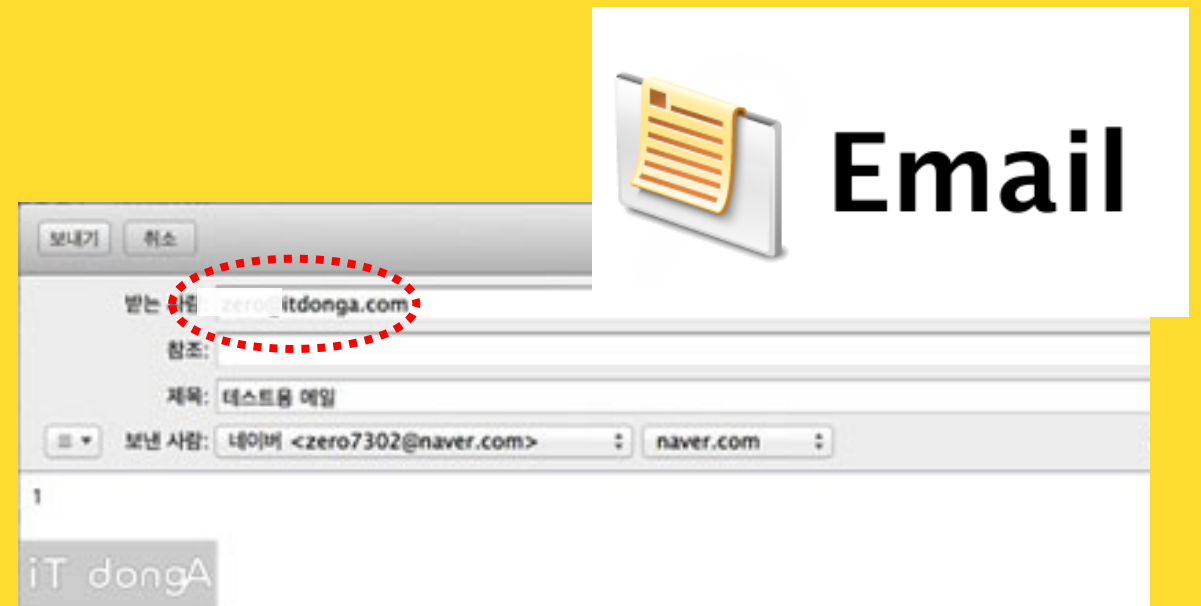 Email
보내기 취소
받는 사람: zero@itdonga.com
참조:
제목: 테스트용 메일
보낸 사람: 네이버 <zero7302@naver.com> naver.com
1
iT dongA